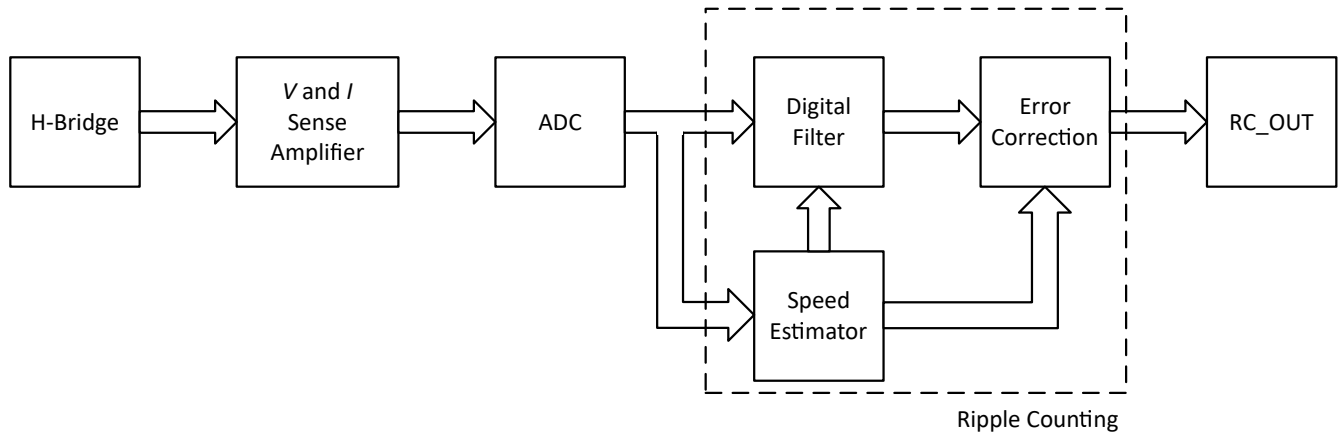 H-Bridge
V and I
Sense
Amplifier
ADC
Digital
Filter
Error
Correction
RC_OUT
Speed
Estimator
Ripple Counting